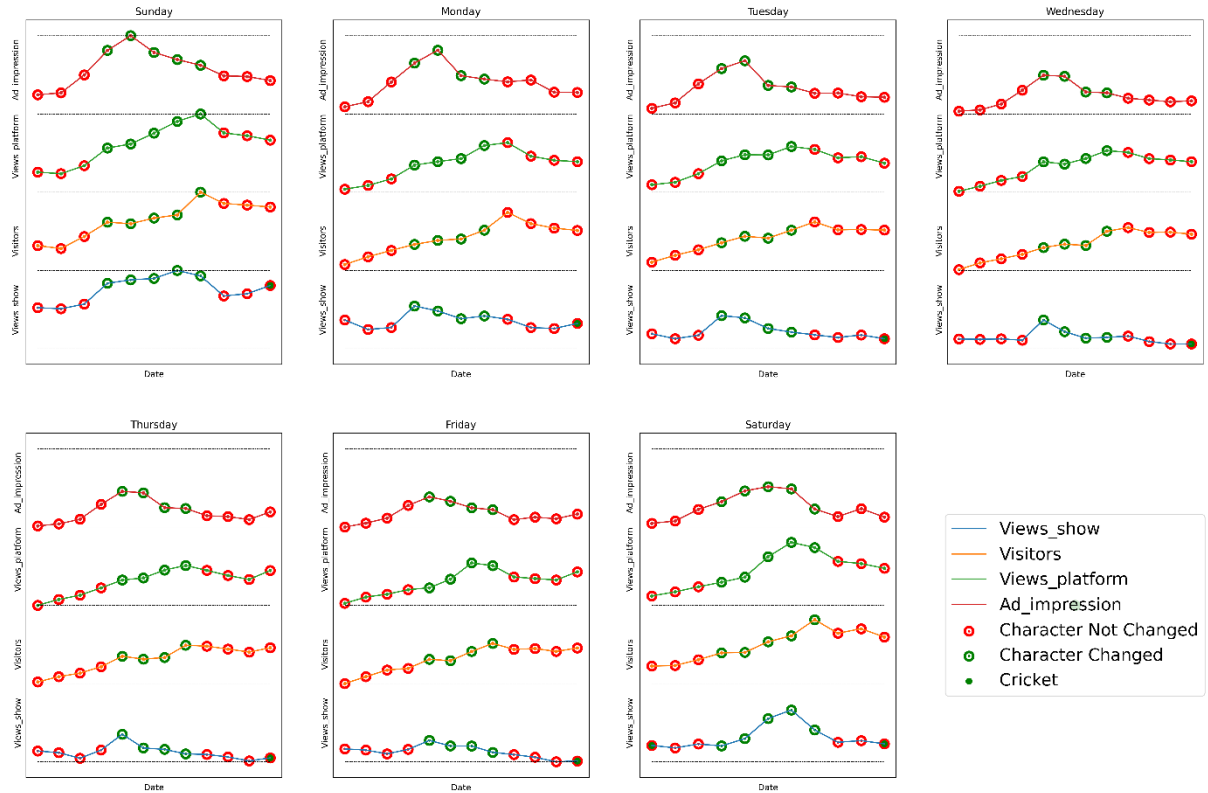 Sunday
Ad_impression
Views_platform
Visitors
Views_show
Date
Monday
Ad_impression
Views_platform
Visitors
Views_show
Date
Tuesday
Ad_impression
Views_platform
Visitors
Views_show
Date
Wednesday
Ad_impression
Views_platform
Visitors
Views_show
Date
Thursday
Ad_impression
Views_platform
Visitors
Views_show
Date
Friday
Ad_impression
Views_platform
Visitors
Views_show
Date
Saturday
Ad_impression
Views_platform
Visitors
Views_show
Date
Views_show
Visitors
Views_platform
Ad_impression
Character Not Changed
Character Changed
Cricket